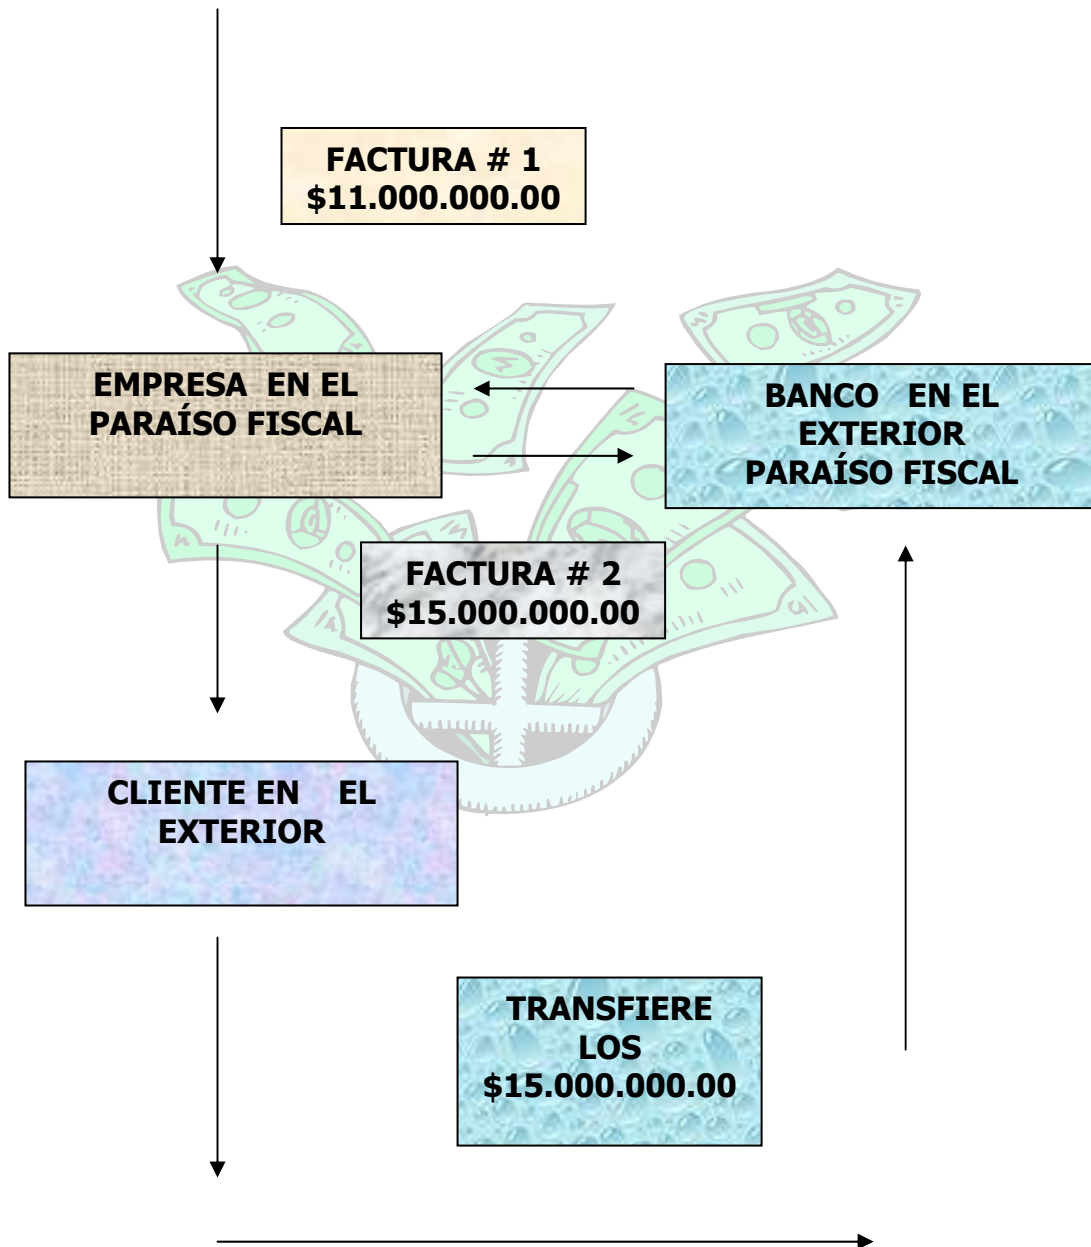 FACTURA # 1
$11.000.000.00
EMPRESA EN EL
PARAÍSO FISCAL
BANCO EN EL
EXTERIOR
PARAÍSO FISCAL
FACTURA # 2
$15.000.000.00
CLIENTE EN EL
EXTERIOR
TRANSFIERE
LOS
$15.000.000.00